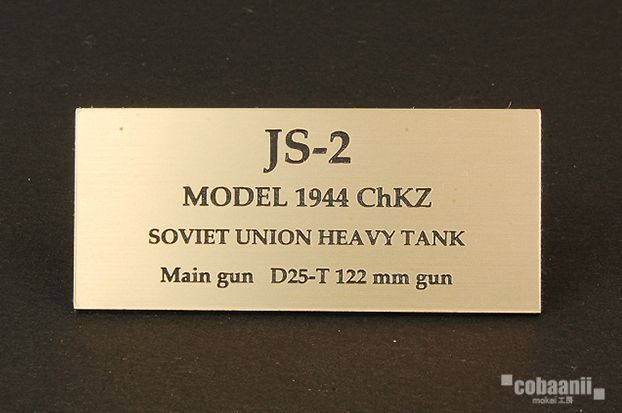 JS-2
MODEL 1944 ChKZ
SOVIET UNION HEAVY TANK
Main gun D25-T 122 mm gun
cobaanii
mokei 工房